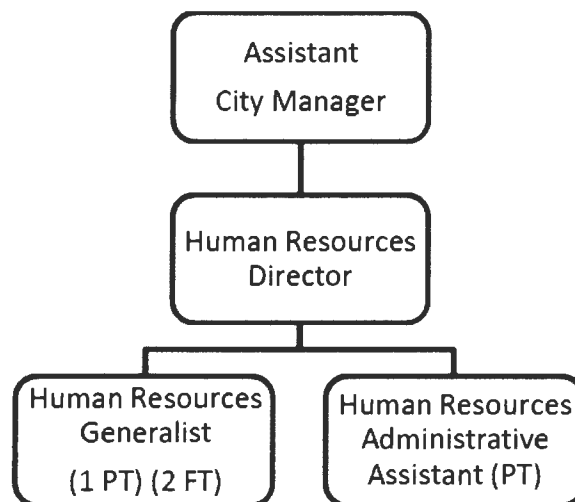 Assistant
City Manager
Human Resources
Director
Human Resources
Generalist
(1 PT) (2 FT)
Human Resources
Administrative
Assistant (PT)